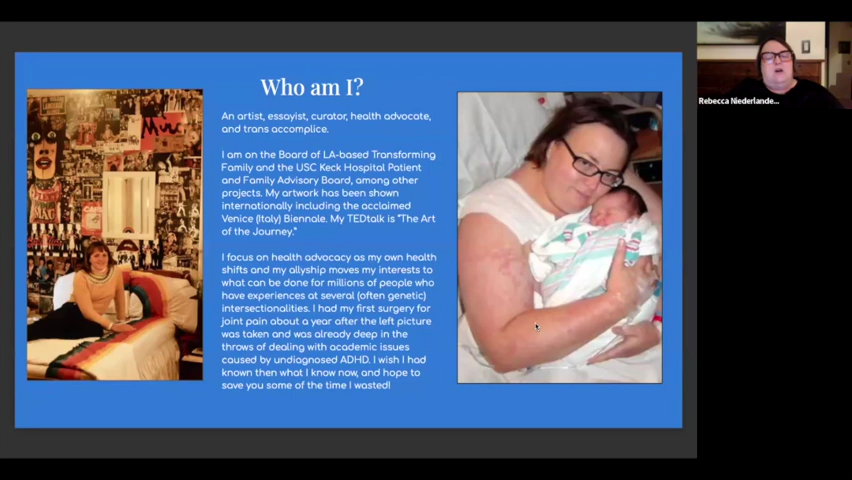 Who am I?
An artist, essayist, curator, health advocate,
and trans accomplice.
I am on the Board of LA-based Transforming
Family and the USC Keck Hospital Patient
and Family Advisory Board, among other
projects. My artwork has been shown
internationally including the acclaimed
Venice (Italy) Biennale. My TEDtalk is "The Art
of the Journey."
I focus on health advocacy as my own health
shifts and my allyship moves my interests to
what can be done for millions of people who
have experiences at several (often genetic)
intersectionalities. I had my first surgery for
joint pain about a year after the left picture
was taken and was already deep in the
throws of dealing with academic issues
caused by undiagnosed ADHD. I wish I had
known then what I know now, and hope to
save you some of the time I wasted!
Rebecca Niederlande...